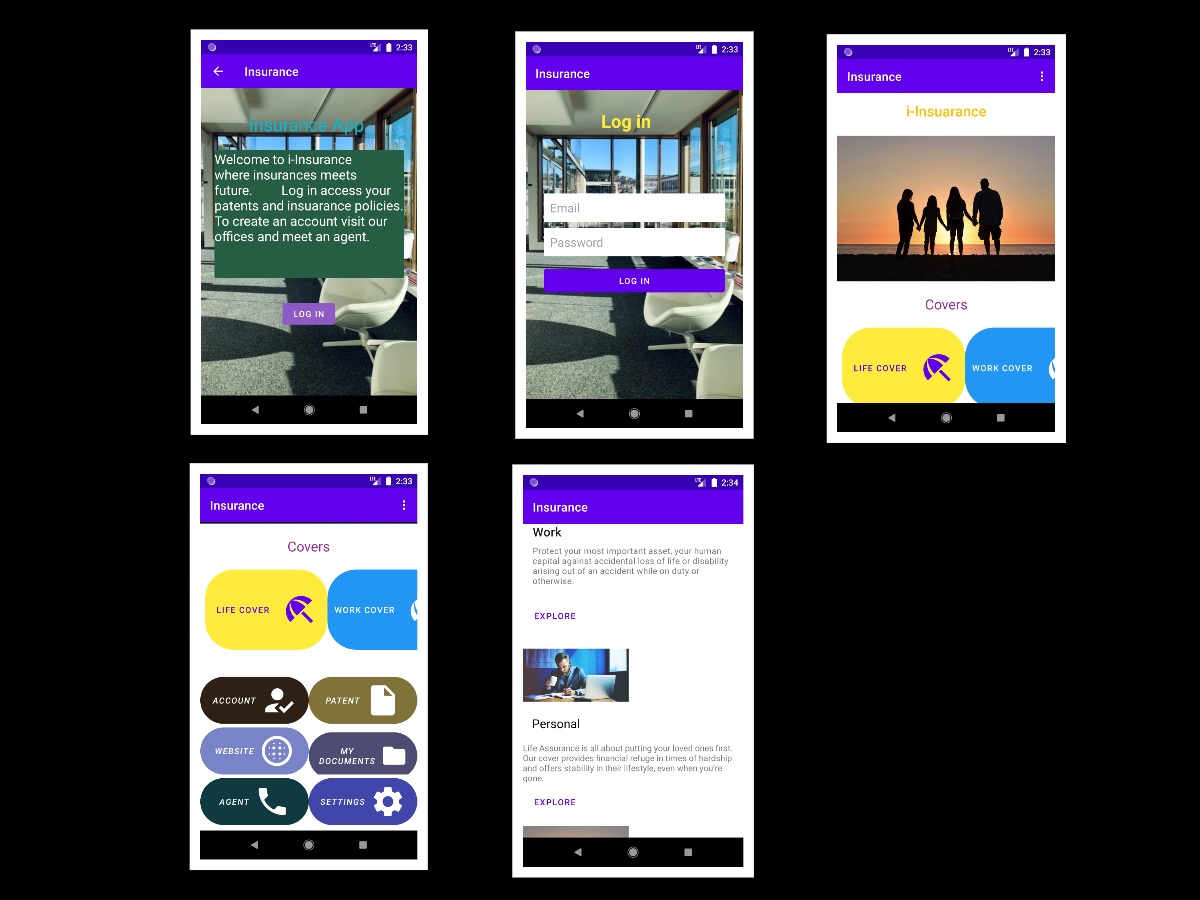 2:33
Insurance
Insurance App
Welcome to i-Insurance
where insurances meets
future. Log in access your
patents and insuarance policies.
To create an account visit our
offices and meet an agent.
LOG IN
2:33
Insurance
Log in
Email
Password
LOG IN
2:33
Insurance
i-Insuarance
Covers
LIFE COVER
WORK COVER
2:33
Insurance
Covers
LIFE COVER
WORK COVER
ACCOUNT
PATENT
WEBSITE
MY
DOCUMENTS
AGENT
SETTINGS
LTE 2:34
Insurance
Work
Protect your most important asset, your human
capital against accidental loss of life or disability
arising out of an accident while on duty or
otherwise.
EXPLORE
Personal
Life Assurance is all about putting your loved ones first.
Our cover provides financial refuge in times of hardship
and offers stability in their lifestyle, even when you're
gone.
EXPLORE